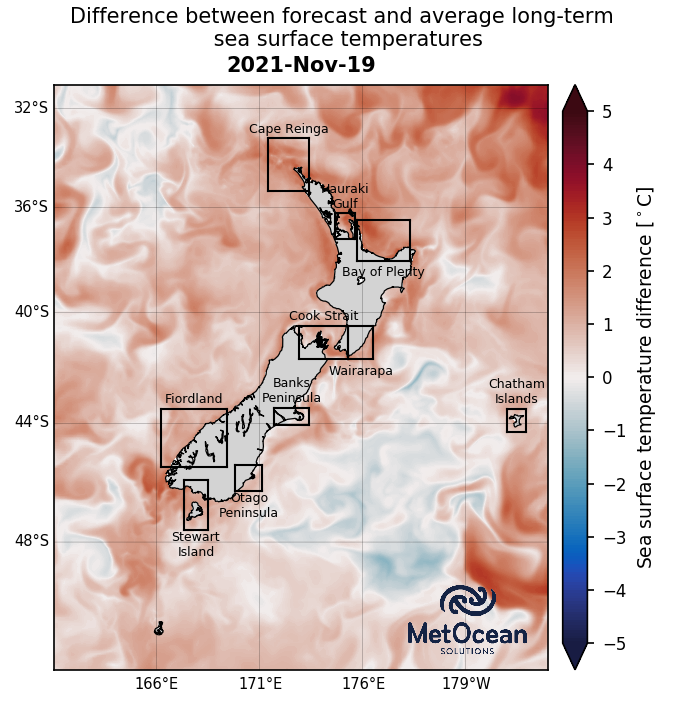 Difference between forecast and average long-term
sea surface temperatures
2021-Nov-19
32°S
36°S
40°S
44°S
48°S
166°E
171°E
176°E
179°W
Cape Reinga
Hauraki
Gulf
Bay of Plenty
Cook Strait
Wairarapa
Banks
Peninsula
Fiordland
Chatham
Islands
Otago
Peninsula
Stewart
Island
MetOcean
SOLUTIONS
5
4
3
2
1
0
−1
−2
−3
−4
−5
Sea surface temperature difference [°C]